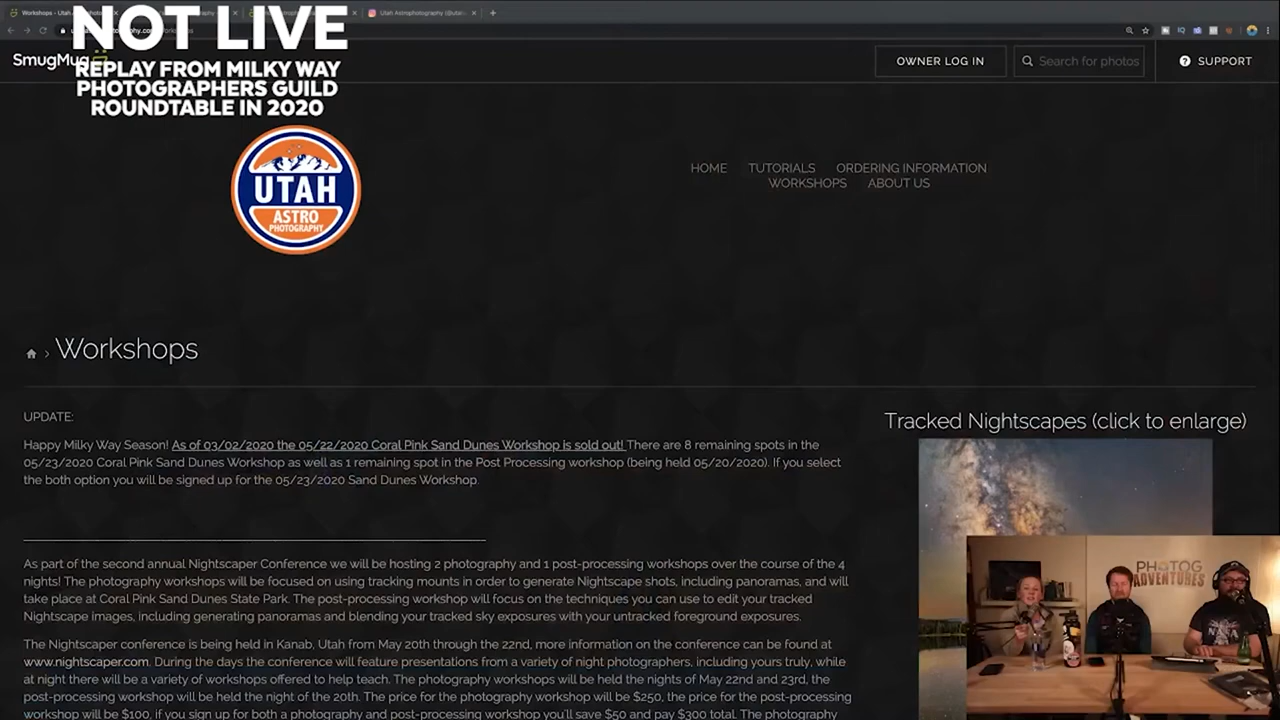 Workshops - Utah
Utah Astrophotography (@utah
NOT LIVE
SmugMug
REPLAY FROM MILKY WAY
PHOTOGRAPHERS GUILD
ROUNDTABLE IN 2020
OWNER LOG IN
Search for photos
SUPPORT
UTAH
ASTRO
PHOTOGRAPHY
HOME TUTORIALS ORDERING INFORMATION
WORKSHOPS ABOUT US
› Workshops
UPDATE:
Happy Milky Way Season! As of 03/02/2020 the 05/22/2020 Coral Pink Sand Dunes Workshop is sold out! There are 8 remaining spots in the
05/23/2020 Coral Pink Sand Dunes Workshop as well as 1 remaining spot in the Post Processing workshop (being held 05/20/2020). If you select
the both option you will be signed up for the 05/23/2020 Sand Dunes Workshop.
As part of the second annual Nightscaper Conference we will be hosting 2 photography and 1 post-processing workshops over the course of the 4
nights! The photography workshops will be focused on using tracking mounts in order to generate Nightscape shots, including panoramas, and will
take place at Coral Pink Sand Dunes State Park. The post-processing workshop will focus on the techniques you can use to edit your tracked
Nightscape images, including generating panoramas and blending your tracked sky exposures with your untracked foreground exposures.
The Nightscaper conference is being held in Kanab, Utah from May 20th through the 22nd, more information on the conference can be found at
www.nightscaper.com. During the days the conference will feature presentations from a variety of night photographers, including yours truly, while
at night there will be a variety of workshops offered to help teach. The photography workshops will be held the nights of May 22nd and 23rd, the
post-processing workshop will be held the night of the 20th. The price for the photography workshop will be $250, the price for the post-processing
workshop will be $100, if you sign up for both a photography and post-processing workshop you'll save $50 and pay $300 total. The photography
Tracked Nightscapes (click to enlarge)
PHOTOG
ADVENTURES
NASA